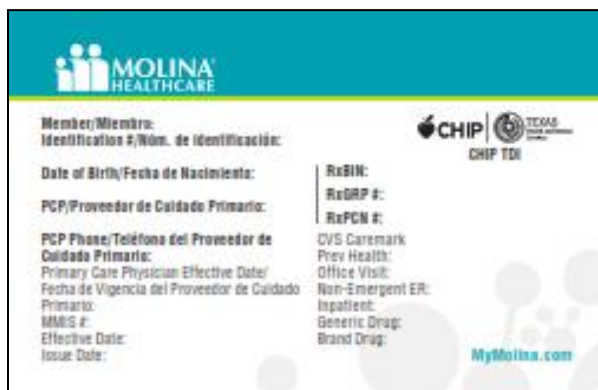 MOLINA
HEALTHCARE
Member/Miembro:
Identification #/Núm. de Identificación:
CHIP
TEXAS
CHIP TDI
Date of Birth/Fecha de Nacimiento:
PCP/Proveedor de Cuidado Primario:
RxBIN:
RxGRP #:
RxPCN #:
PCP Phone/Teléfono del Proveedor de
Cuidado Primario:
Primary Care Physician Effective Date/
Fecha de Vigencia del Proveedor de Cuidado
Primario:
MMIS #:
Effective Date:
Issue Date:
CVS Caremark
Prev Health:
Office Visit:
Non-Emergent ER:
Inpatient:
Generic Drug:
Brand Drug:
MyMolina.com